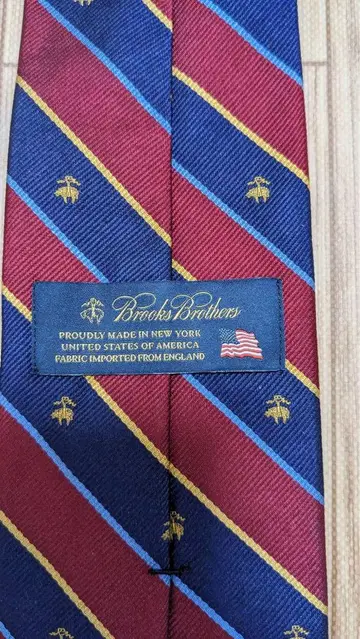 Brooks Brothers
PROUDLY MADE IN NEW YORK
UNITED STATES OF AMERICA
FABRIC IMPORTED FROM ENGLAND